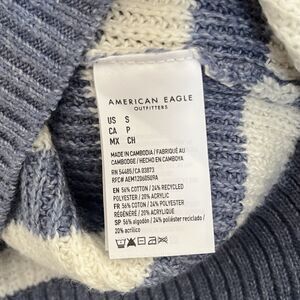 AMERICAN EAGLE
OUTFITTERS
US S
CA P
MX CH
MADE IN CAMBODIA / FABRIQUÉ AU
CAMBODGE / HECHO EN CAMBOYA
RN 54485/CA 03873
RFC# AEM12068509A
EN 56% COTTON / 24% RECYCLED
POLYESTER / 20% ACRYLIC
FR 56% COTON / 24% POLYESTER
RÉGÉNÉRÉ / 20% ACRYLIQUE
SP 56% algodón / 24% poliéster reciclado /
20% acrílico